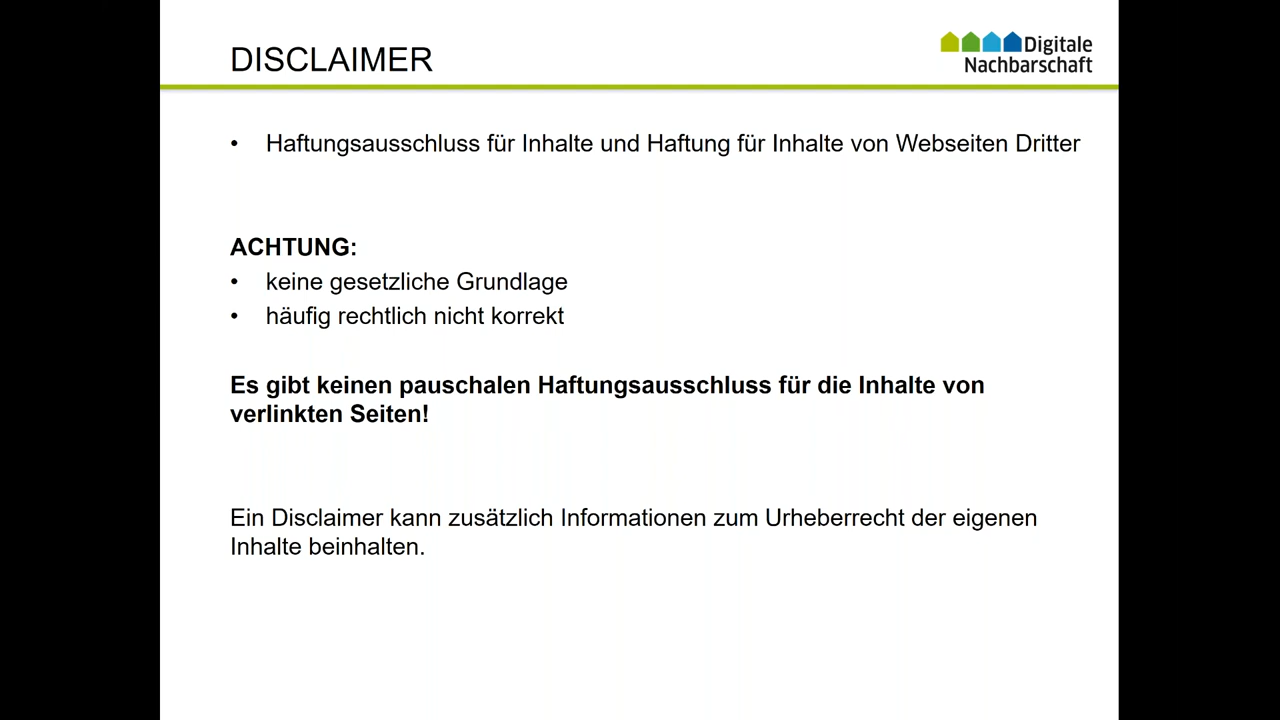 DISCLAIMER
Digitale
Nachbarschaft
• Haftungsausschluss für Inhalte und Haftung für Inhalte von Webseiten Dritter
ACHTUNG:
• keine gesetzliche Grundlage
• häufig rechtlich nicht korrekt
Es gibt keinen pauschalen Haftungsausschluss für die Inhalte von
verlinkten Seiten!
Ein Disclaimer kann zusätzlich Informationen zum Urheberrecht der eigenen
Inhalte beinhalten.